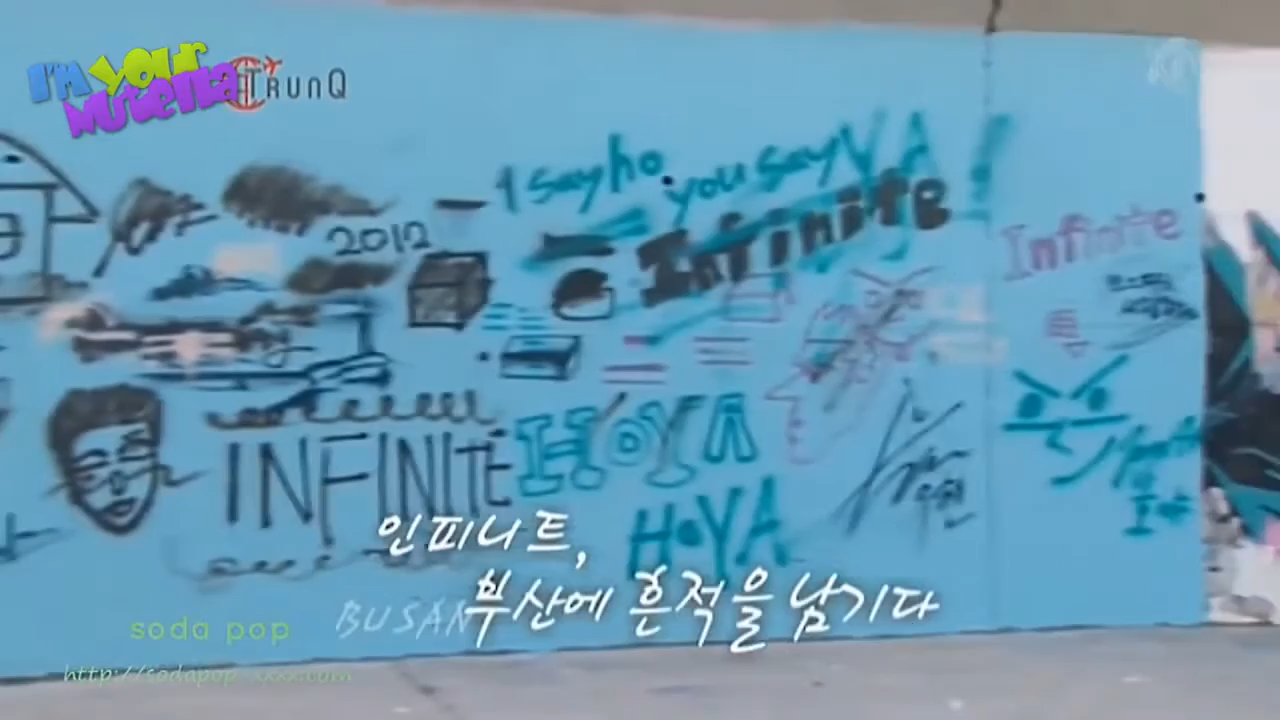 I'M YOUR
TRUNQ
I say ho
you say YA!
2012
Infinite
Infinite
INFINITE
HOYA
HOYA
인피니트,
부산에 흔적을 남기다
BUSAN
soda pop